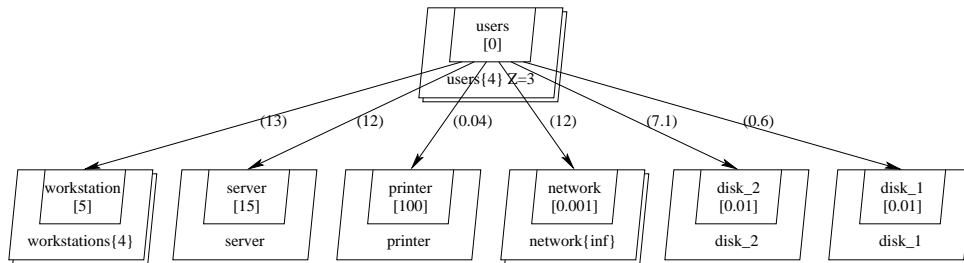 users
[0]
users{4} Z=3
(13)
(12)
(0.04)
(12)
(7.1)
(0.6)
workstation
[5]
workstations{4}
server
[15]
server
printer
[100]
printer
network
[0.001]
network{inf}
disk_2
[0.01]
disk_2
disk_1
[0.01]
disk_1